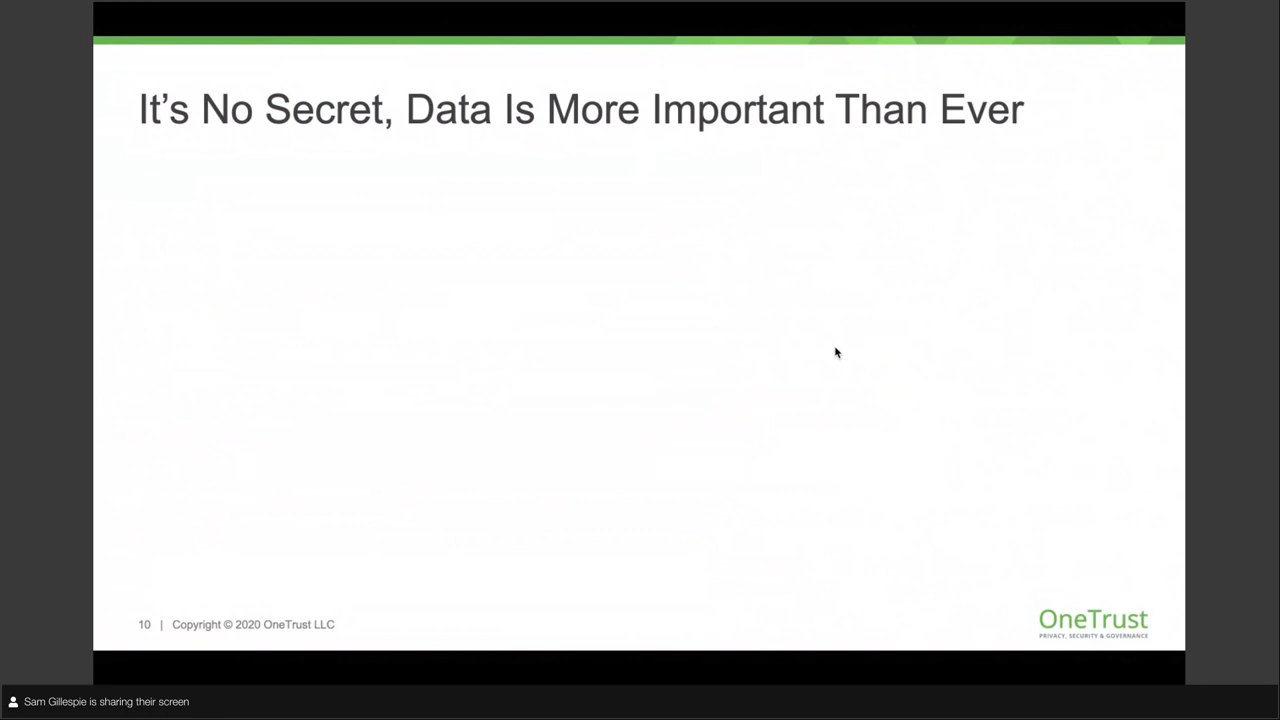 It's No Secret, Data Is More Important Than Ever
10 | Copyright © 2020 OneTrust LLC
OneTrust
PRIVACY, SECURITY & GOVERNANCE
Sam Gillespie is sharing their screen